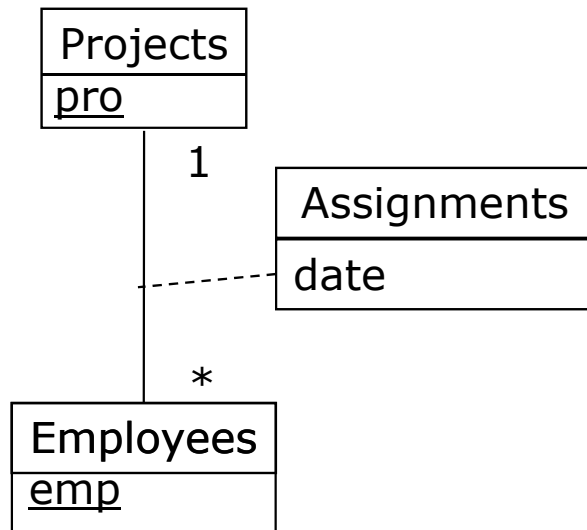 Projects
pro
1
Assignments
date
*
Employees
emp